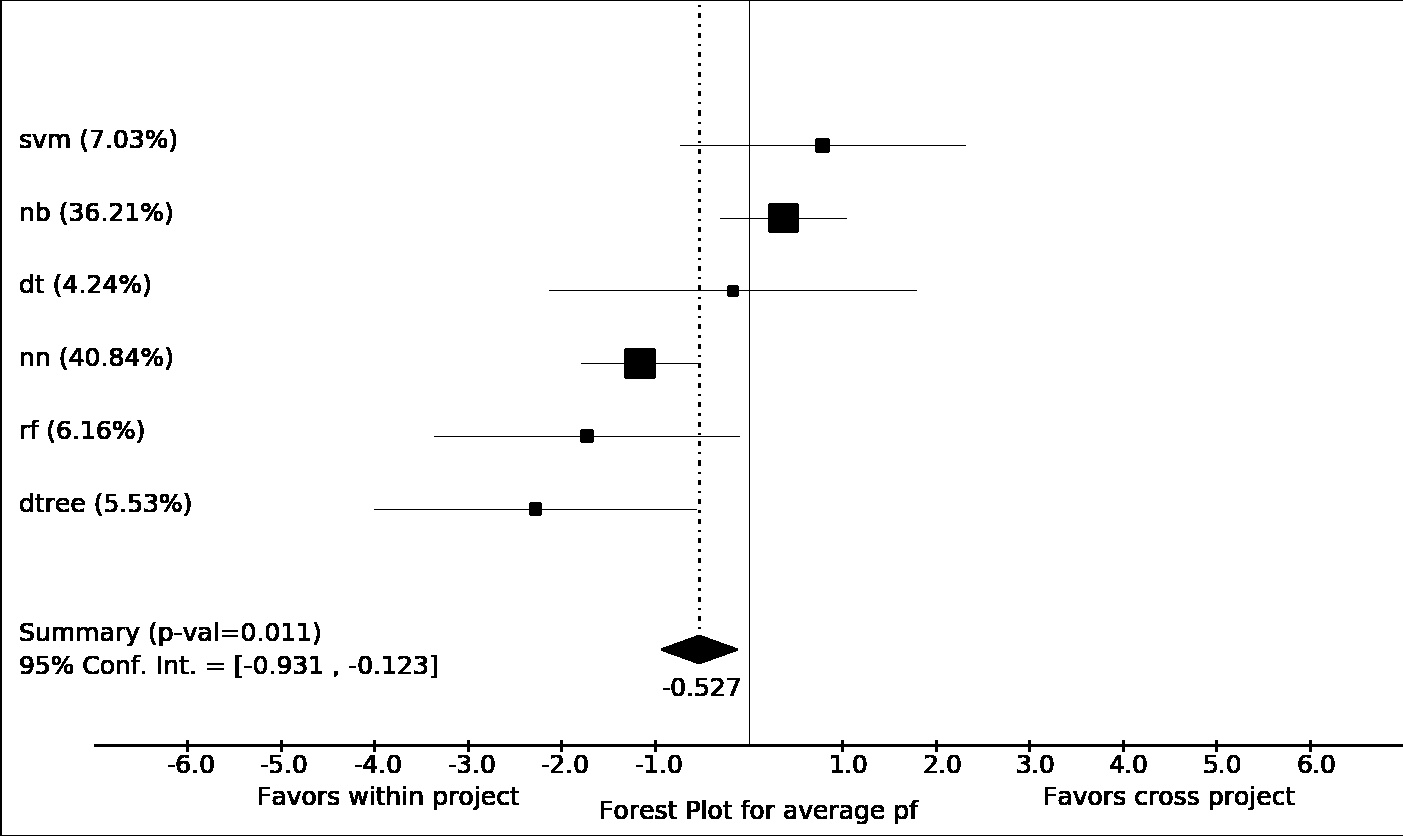 svm (7.03%)
nb (36.21%)
dt (4.24%)
nn (40.84%)
rf (6.16%)
dtree (5.53%)
Summary (p-val=0.011)
95% Conf. Int. = [-0.931 , -0.123]
-0.527
-6.0 -5.0 -4.0 -3.0 -2.0 -1.0 1.0 2.0 3.0 4.0 5.0 6.0
Favors within project Favors cross project
Forest Plot for average pf